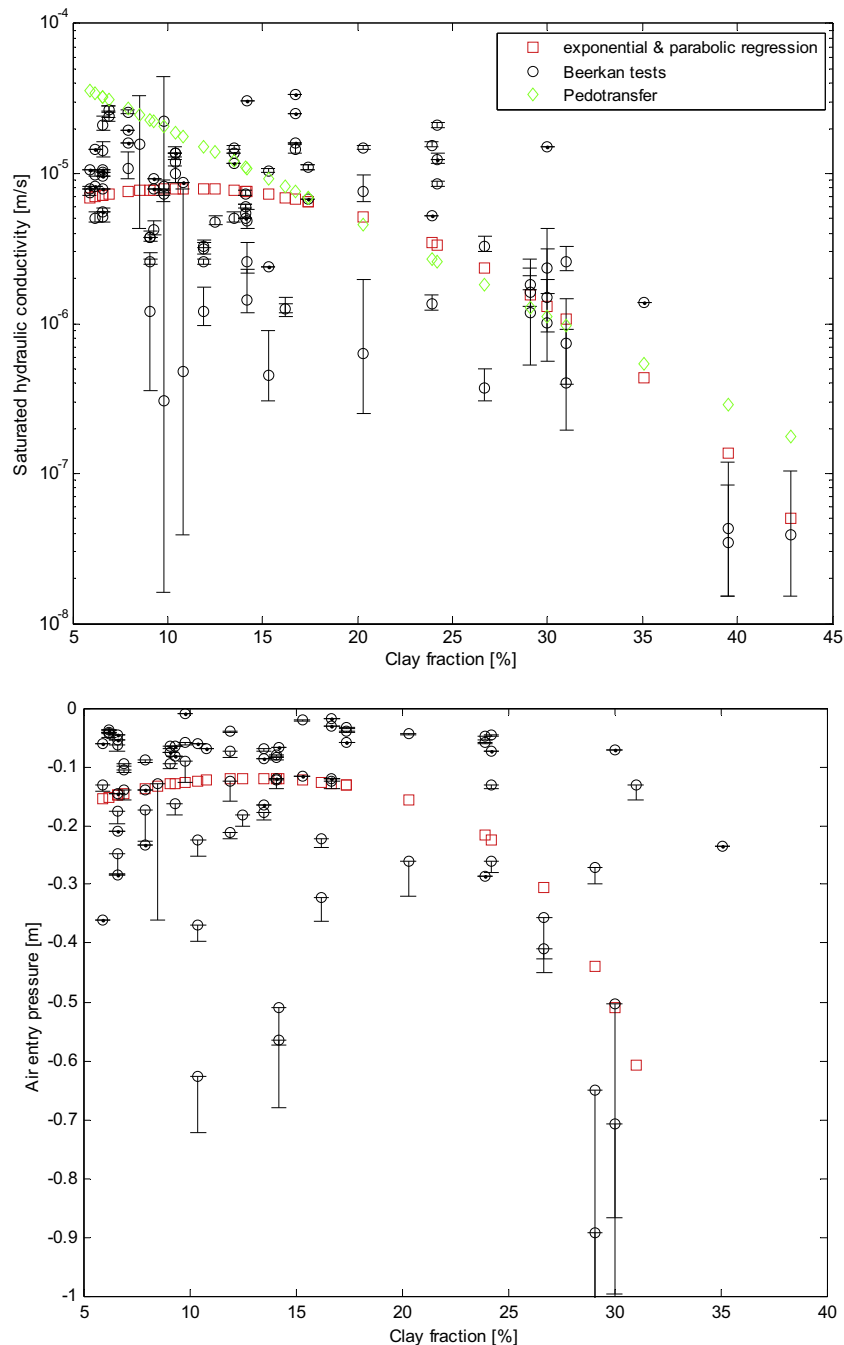 10^-4
exponential & parabolic regression
Beerkan tests
Pedotransfer
10^-5
Saturated hydraulic conductivity [m/s]
10^-6
10^-7
10^-8
5 10 15 20 25 30 35 40 45
Clay fraction [%]
0
-0.1
-0.2
-0.3
-0.4
Air entry pressure [m]
-0.5
-0.6
-0.7
-0.8
-0.9
-1
5 10 15 20 25 30 35 40
Clay fraction [%]